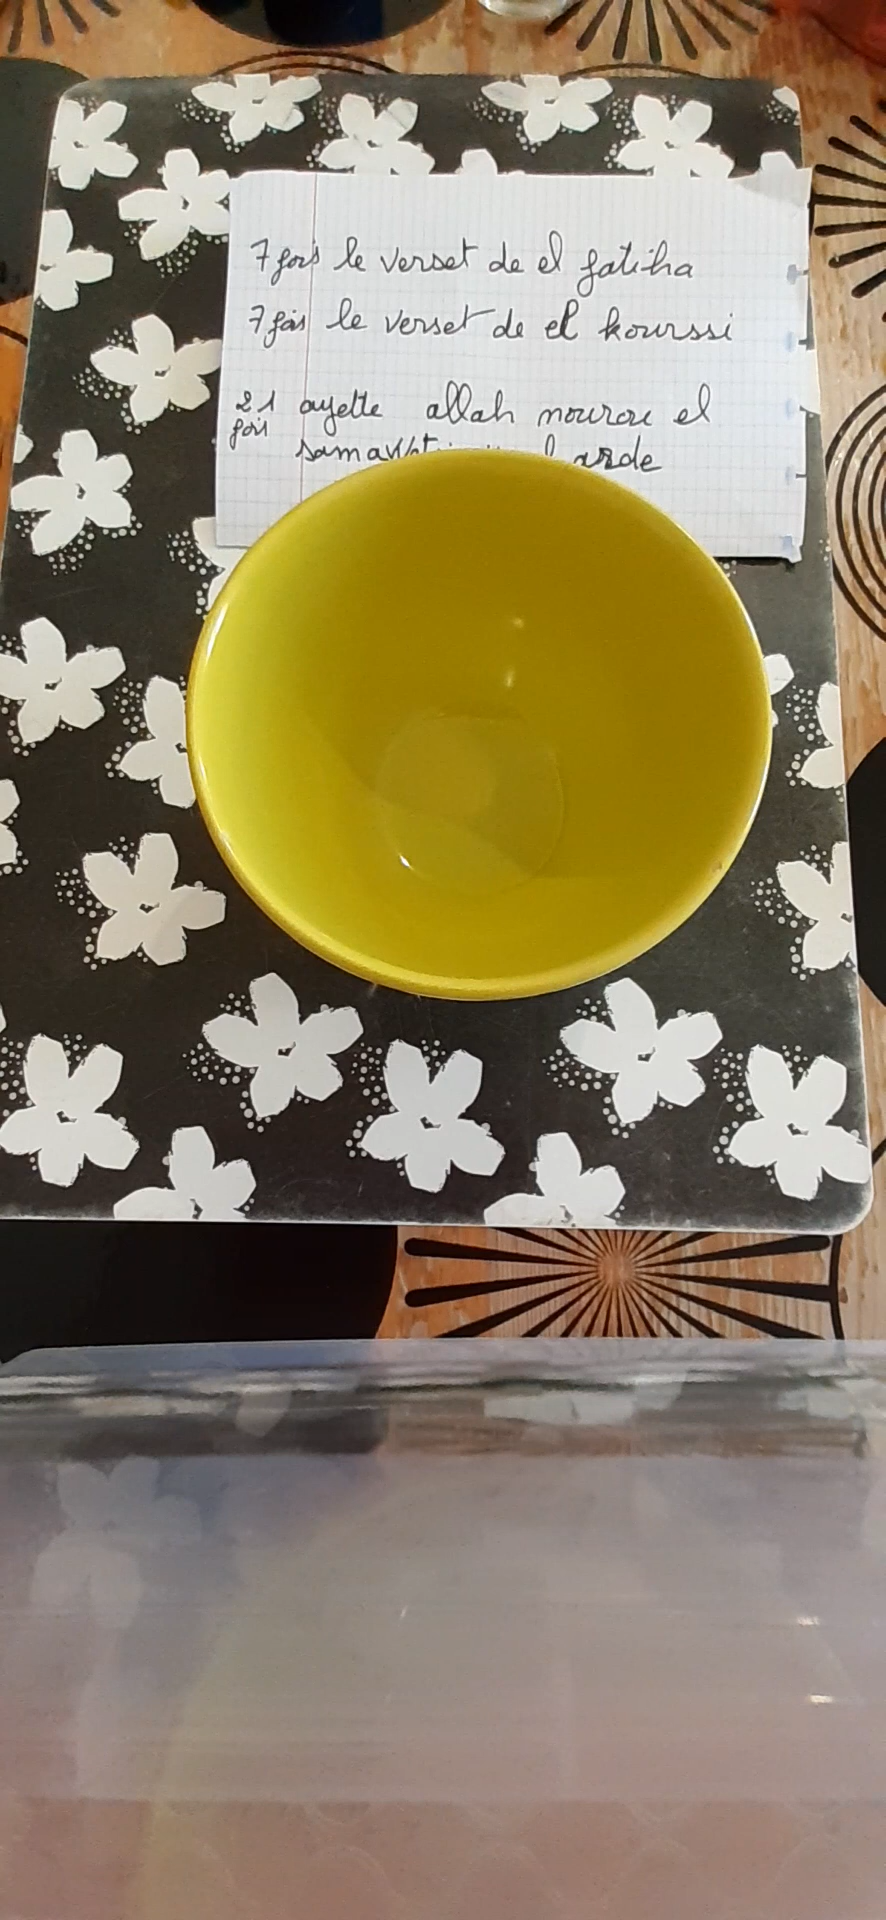 7 fois le verset de el fatiha
7 fois le verset de el kourssi
21 fois ayette allah nourou el
arde